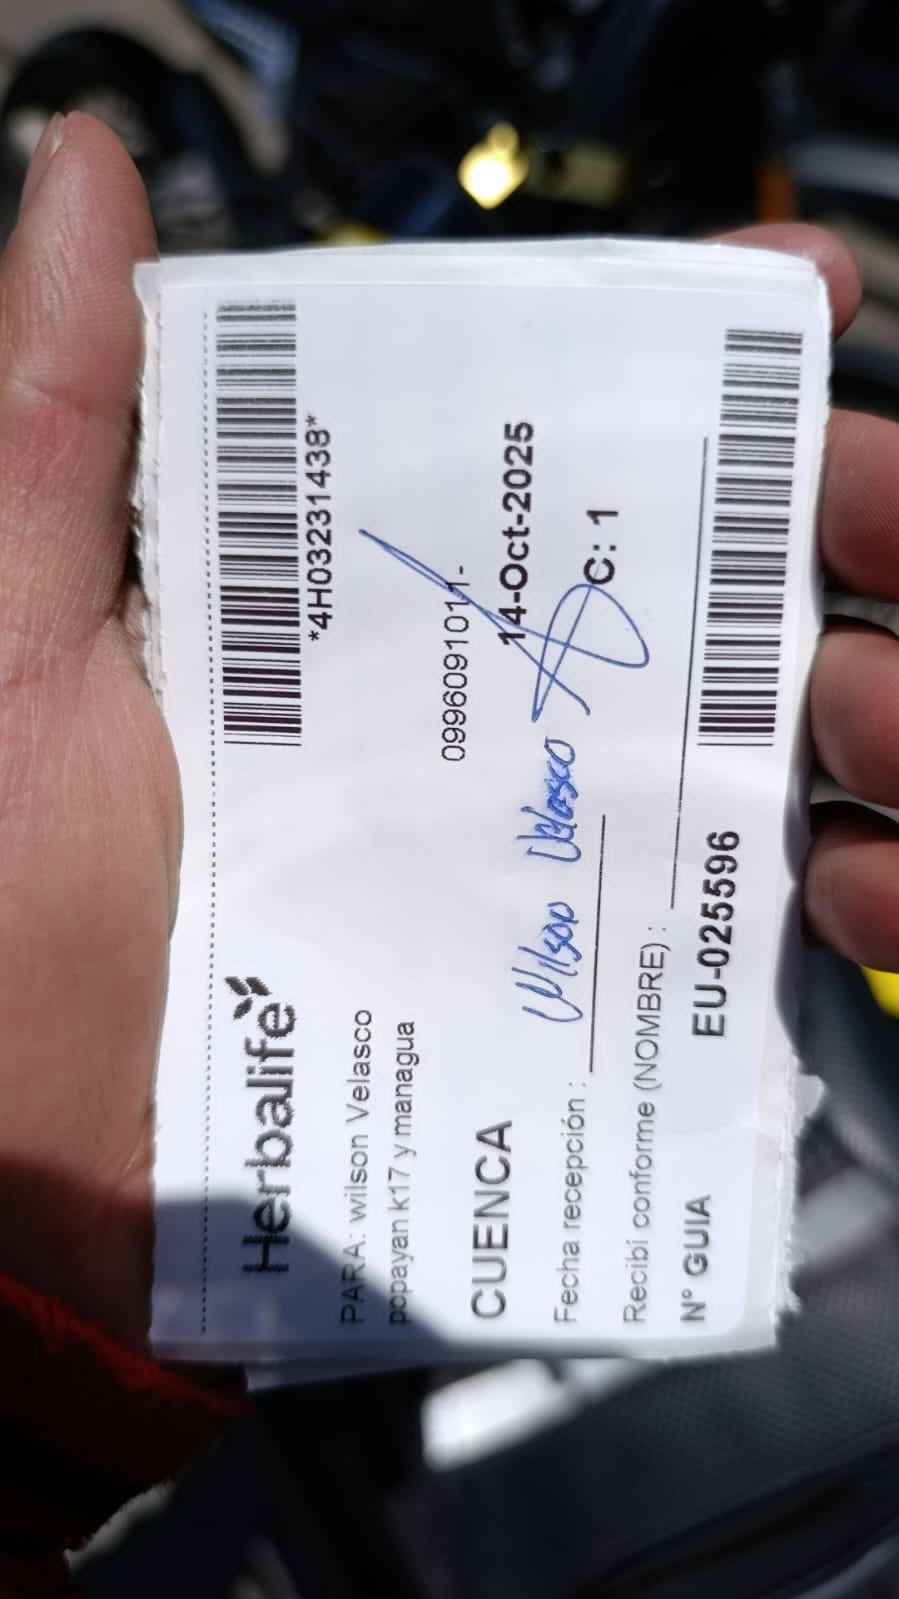 Herbalife
*4H03231438*
PARA: wilson Velasco
popayan k17 y managua
0996091011-
CUENCA
14-Oct-2025
Wilson Velasco
Fecha recepción :
C: 1
Recibí conforme (NOMBRE) :
N° GUIA
EU-025596